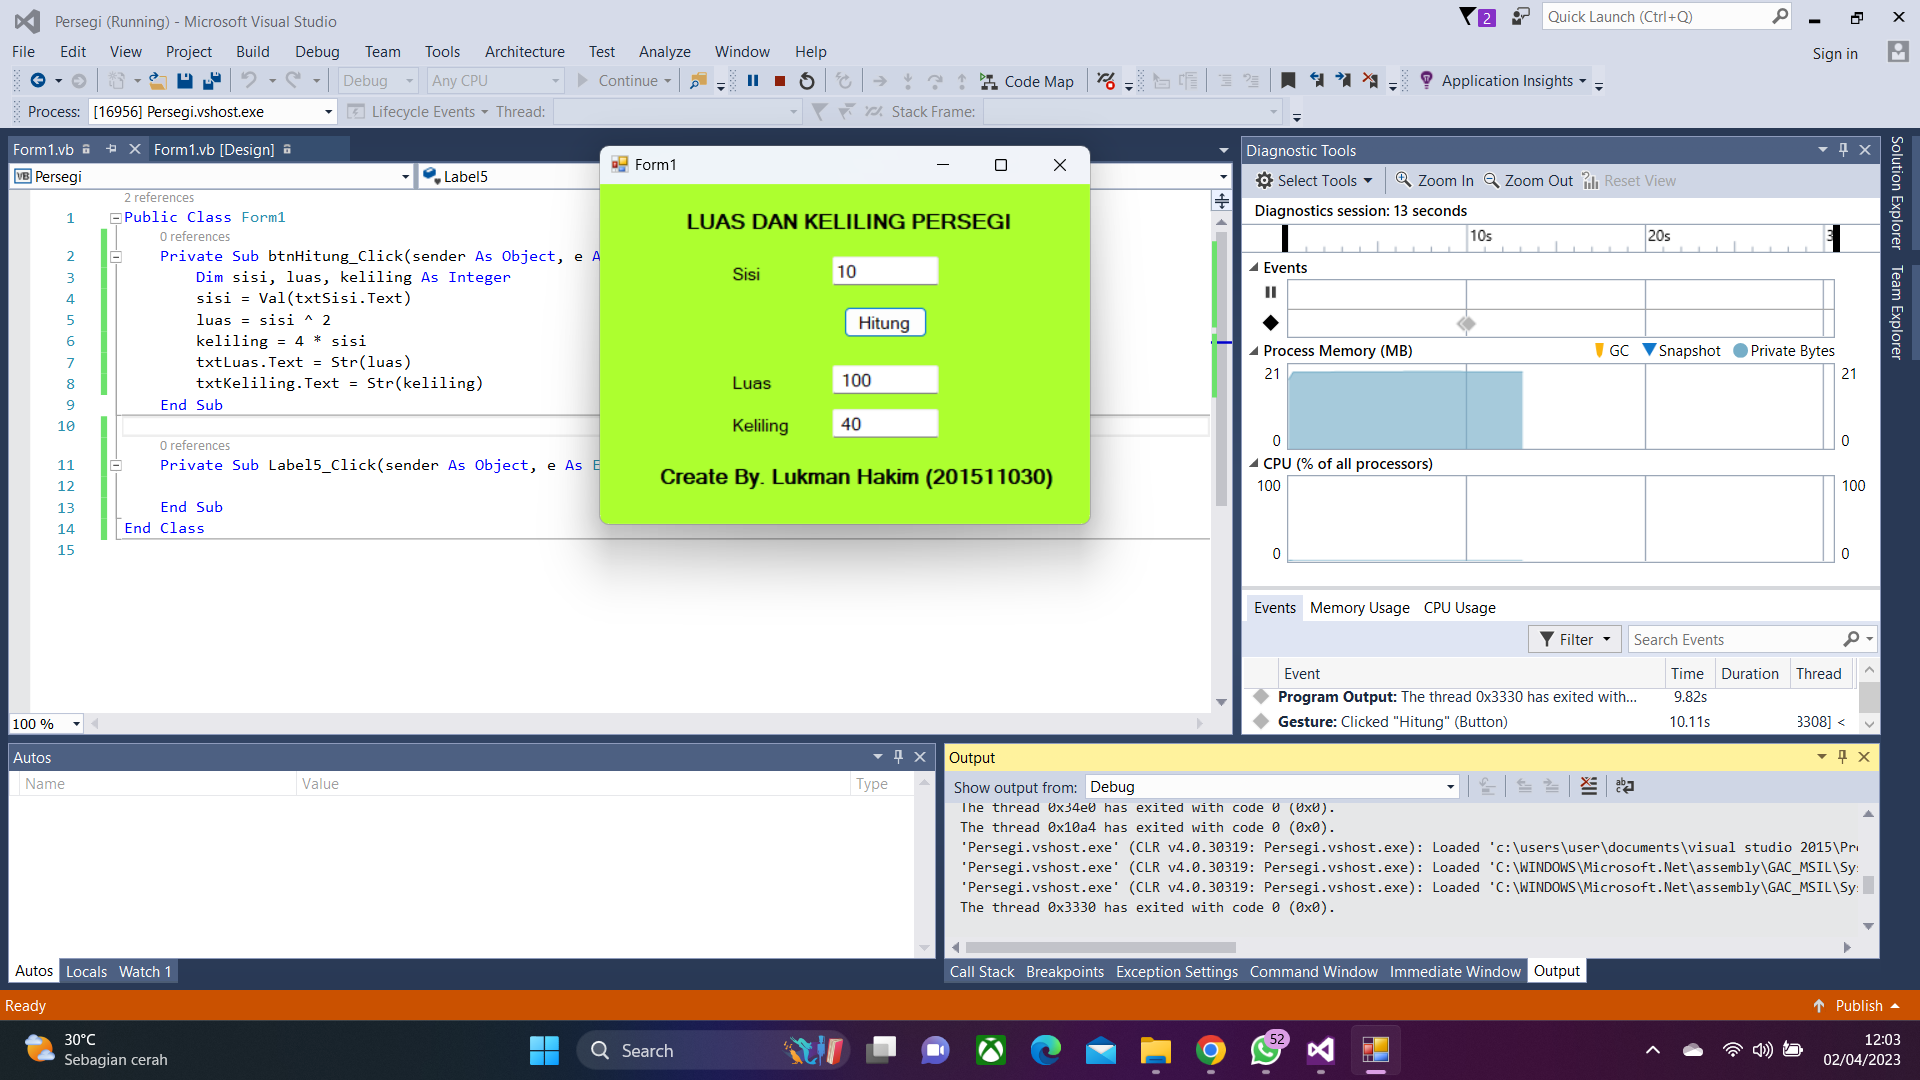 Persegi (Running) - Microsoft Visual Studio
2
Quick Launch (Ctrl+Q)
File Edit View Project Build Debug Team Tools Architecture Test Analyze Window Help
Sign in
Debug Any CPU Continue Code Map Application Insights
Process: [16956] Persegi.vshost.exe Lifecycle Events Thread: Stack Frame:
Form1.vb Form1.vb [Design]
VB Persegi
Label5
2 references
1 Public Class Form1
0 references
2 Private Sub btnHitung_Click(sender As Object, e A
3 Dim sisi, luas, keliling As Integer
4 sisi = Val(txtSisi.Text)
5 luas = sisi ^ 2
6 keliling = 4 * sisi
7 txtLuas.Text = Str(luas)
8 txtKeliling.Text = Str(keliling)
9 End Sub
10
0 references
11 Private Sub Label5_Click(sender As Object, e As E
12
13 End Sub
14 End Class
15
100 %
Form1
LUAS DAN KELILING PERSEGI
Sisi 10
Hitung
Luas 100
Keliling 40
Create By. Lukman Hakim (201511030)
Diagnostic Tools
Select Tools Zoom In Zoom Out Reset View
Diagnostics session: 13 seconds
10s 20s 3
Events
Process Memory (MB) GC Snapshot Private Bytes
21 21
0 0
CPU (% of all processors)
100 100
0 0
Events Memory Usage CPU Usage
Filter Search Events
Event Time Duration Thread
Program Output: The thread 0x3330 has exited with... 9.82s
Gesture: Clicked "Hitung" (Button) 10.11s 3308] <
Solution Explorer
Team Explorer
Autos
Name Value Type
Autos Locals Watch 1
Output
Show output from: Debug
The thread 0x34e0 has exited with code 0 (0x0).
The thread 0x10a4 has exited with code 0 (0x0).
'Persegi.vshost.exe' (CLR v4.0.30319: Persegi.vshost.exe): Loaded 'c:\users\user\documents\visual studio 2015\Pro
'Persegi.vshost.exe' (CLR v4.0.30319: Persegi.vshost.exe): Loaded 'C:\WINDOWS\Microsoft.Net\assembly\GAC_MSIL\Sys
'Persegi.vshost.exe' (CLR v4.0.30319: Persegi.vshost.exe): Loaded 'C:\WINDOWS\Microsoft.Net\assembly\GAC_MSIL\Sys
The thread 0x3330 has exited with code 0 (0x0).
Call Stack Breakpoints Exception Settings Command Window Immediate Window Output
Ready
Publish
30°C
Sebagian cerah
Search
52
12:03
02/04/2023